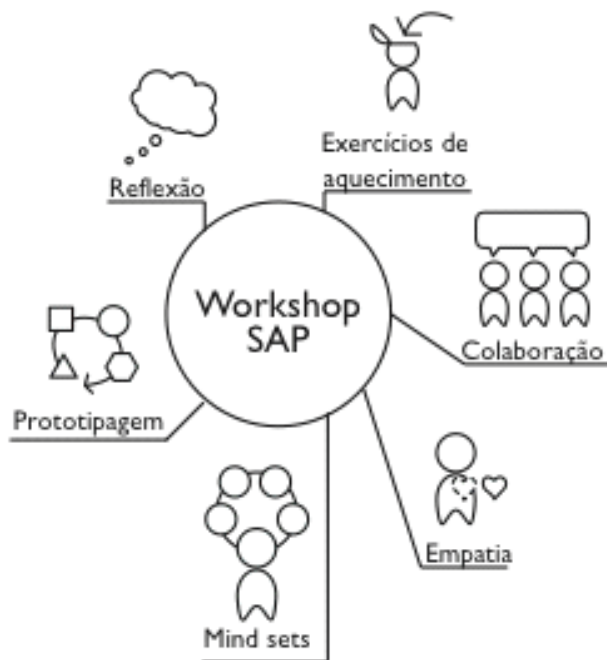 Exercícios de
aquecimento
Reflexão
Workshop
SAP
Colaboração
Prototipagem
Empatia
Mind sets